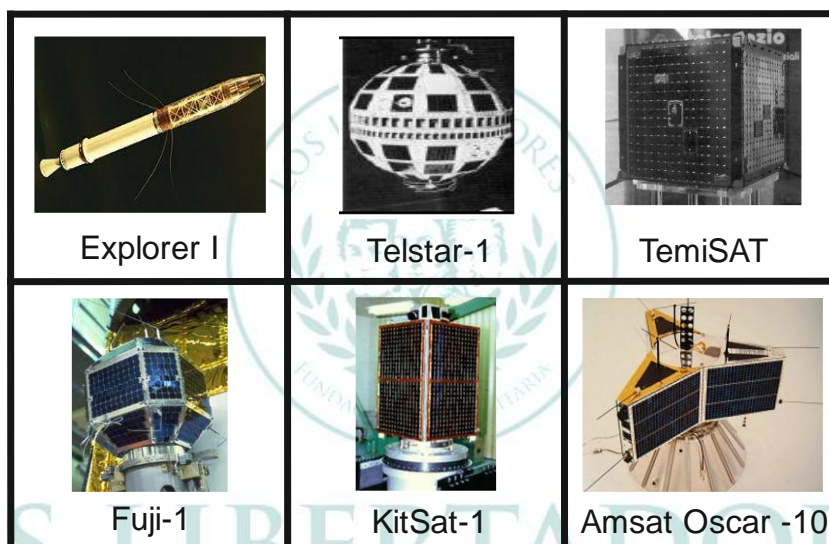 Explorer I
Telstar-1
TemiSAT
Fuji-1
KitSat-1
Amsat Oscar -10